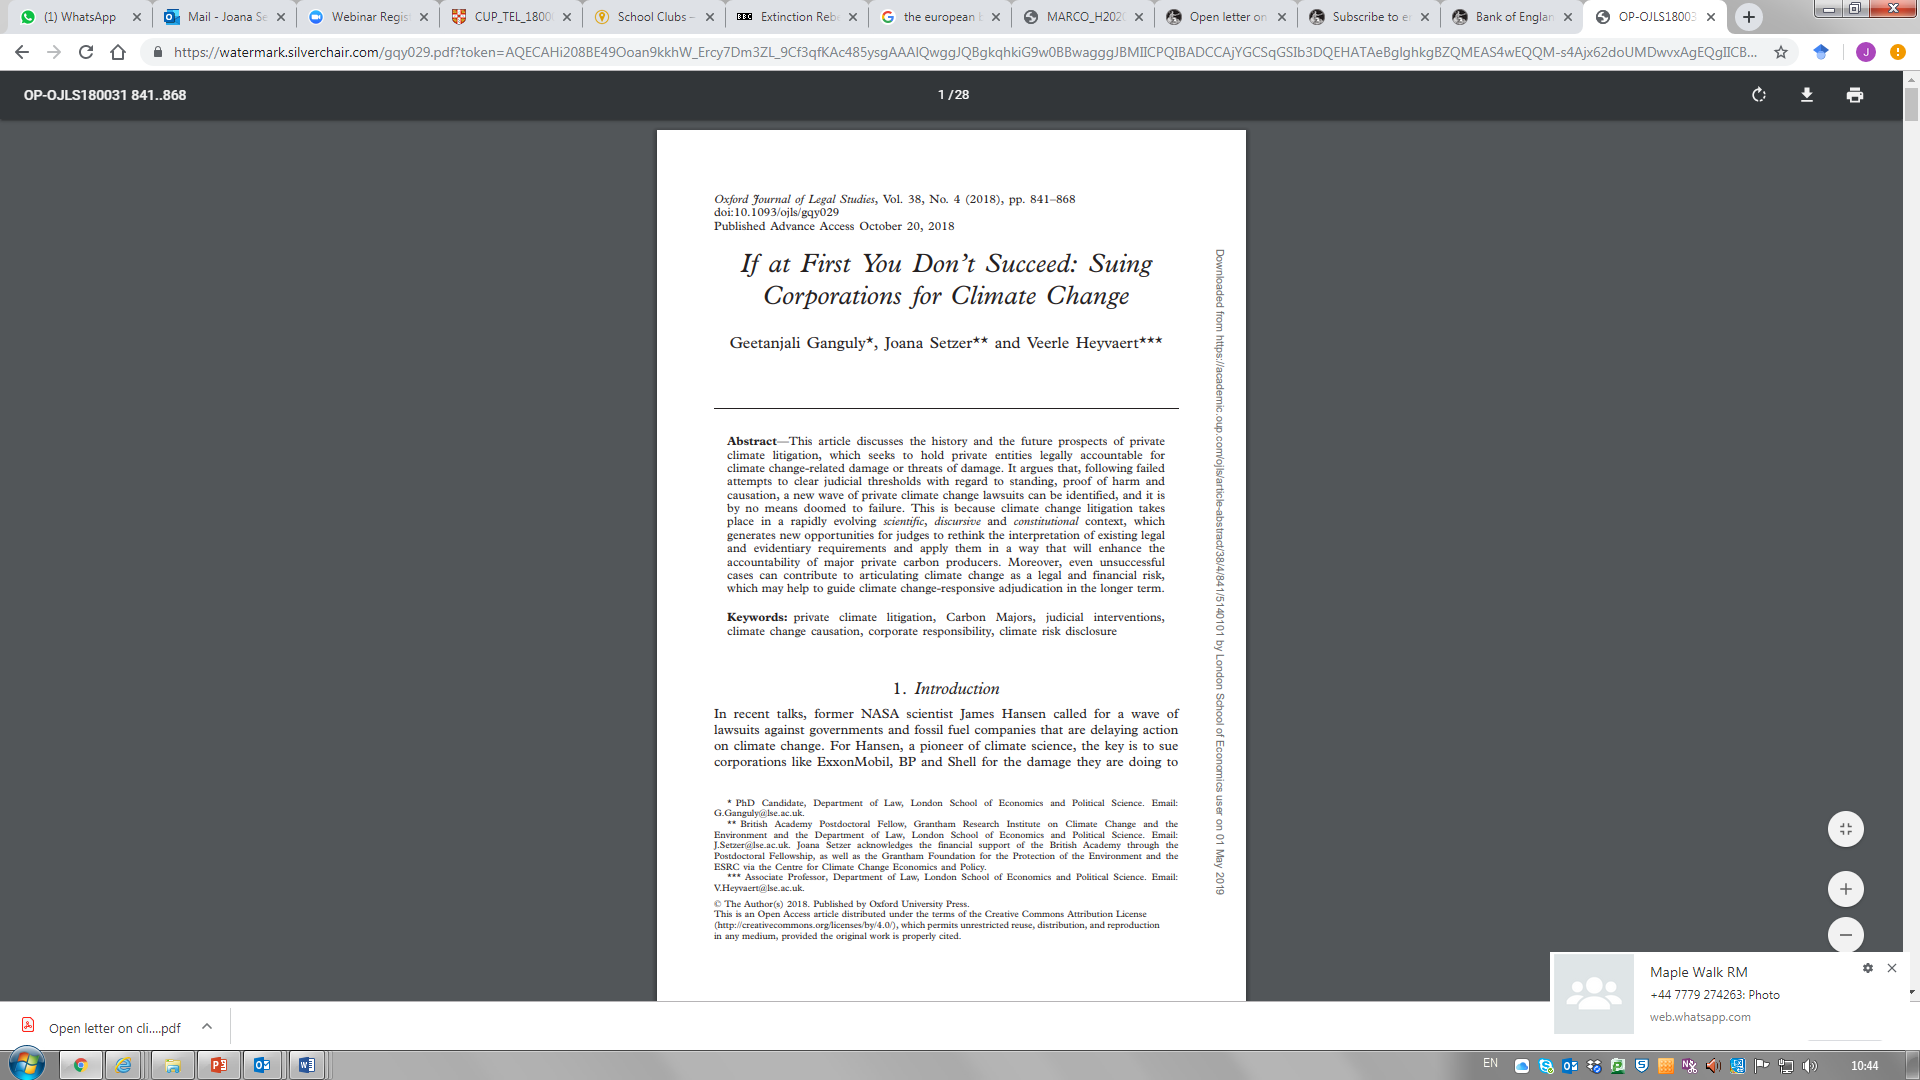 (1) WhatsApp
Mail - Joana Se
Webinar Regis
CUP_TEL_1800
School Clubs –
BBC
Extinction Reb
the european b
MARCO_H202
Open letter on
Subscribe to e
Bank of Englan
OP-OJLS18003
OP-OJLS180031 841..868
1 / 28
Oxford Journal of Legal Studies, Vol. 38, No. 4 (2018), pp. 841–868
doi:10.1093/ojls/gqy029
Published Advance Access October 20, 2018
If at First You Don't Succeed: Suing
Corporations for Climate Change
Geetanjali Ganguly*, Joana Setzer** and Veerle Heyvaert***
Abstract—This article discusses the history and the future prospects of private
climate litigation, which seeks to hold private entities legally accountable for
climate change-related damage or threats of damage. It argues that, following failed
attempts to clear judicial thresholds with regard to standing, proof of harm and
causation, a new wave of private climate change lawsuits can be identified, and it is
by no means doomed to failure. This is because climate change litigation takes
place in a rapidly evolving scientific, discursive and constitutional context, which
generates new opportunities for judges to rethink the interpretation of existing legal
and evidentiary requirements and apply them in a way that will enhance the
accountability of major private carbon producers. Moreover, even unsuccessful
cases can contribute to articulating climate change as a legal and financial risk,
which may help to guide climate change-responsive adjudication in the longer term.
Keywords: private climate litigation, Carbon Majors, judicial interventions,
climate change causation, corporate responsibility, climate risk disclosure
1. Introduction
In recent talks, former NASA scientist James Hansen called for a wave of
lawsuits against governments and fossil fuel companies that are delaying action
on climate change. For Hansen, a pioneer of climate science, the key is to sue
corporations like ExxonMobil, BP and Shell for the damage they are doing to
* PhD Candidate, Department of Law, London School of Economics and Political Science. Email:
G.Ganguly@lse.ac.uk.
** British Academy Postdoctoral Fellow, Grantham Research Institute on Climate Change and the
Environment and the Department of Law, London School of Economics and Political Science. Email:
J.Setzer@lse.ac.uk. Joana Setzer acknowledges the financial support of the British Academy through the
Postdoctoral Fellowship, as well as the Grantham Foundation for the Protection of the Environment and the
ESRC via the Centre for Climate Change Economics and Policy.
*** Associate Professor, Department of Law, London School of Economics and Political Science. Email:
V.Heyvaert@lse.ac.uk.
© The Author(s) 2018. Published by Oxford University Press.
This is an Open Access article distributed under the terms of the Creative Commons Attribution License
(http://creativecommons.org/licenses/by/4.0/), which permits unrestricted reuse, distribution, and reproduction
in any medium, provided the original work is properly cited.
Downloaded from https://academic.oup.com/ojls/article-abstract/38/4/841/5140101 by London School of Economics user on 01 May 2019
Maple Walk RM
+44 7779 274263: Photo
web.whatsapp.com
Open letter on cli....pdf
EN
10:44